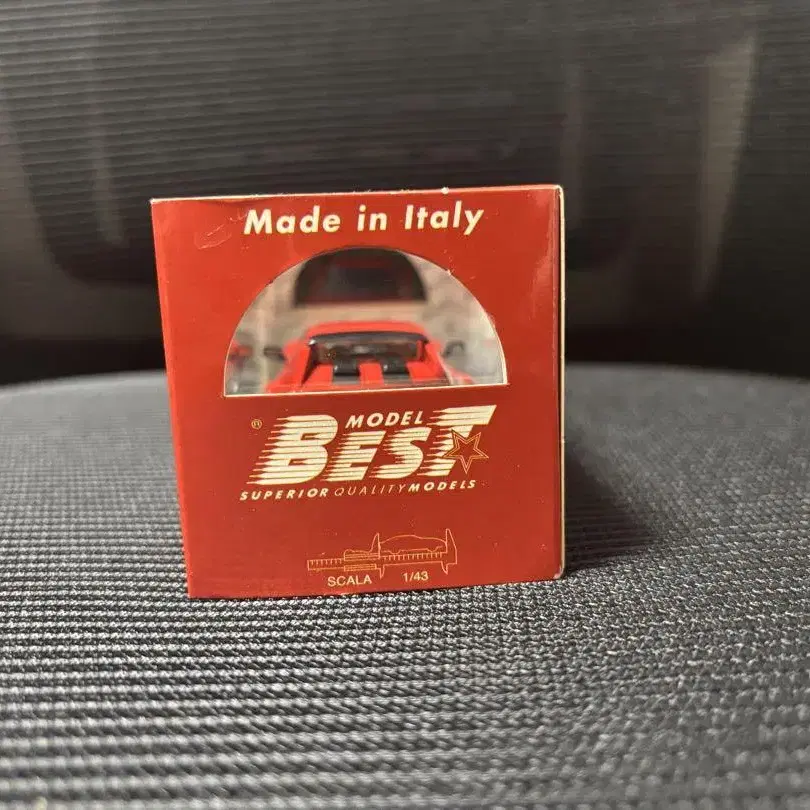 Made in Italy
® MODEL
BEST
SUPERIOR QUALITY MODELS
SCALA 1/43